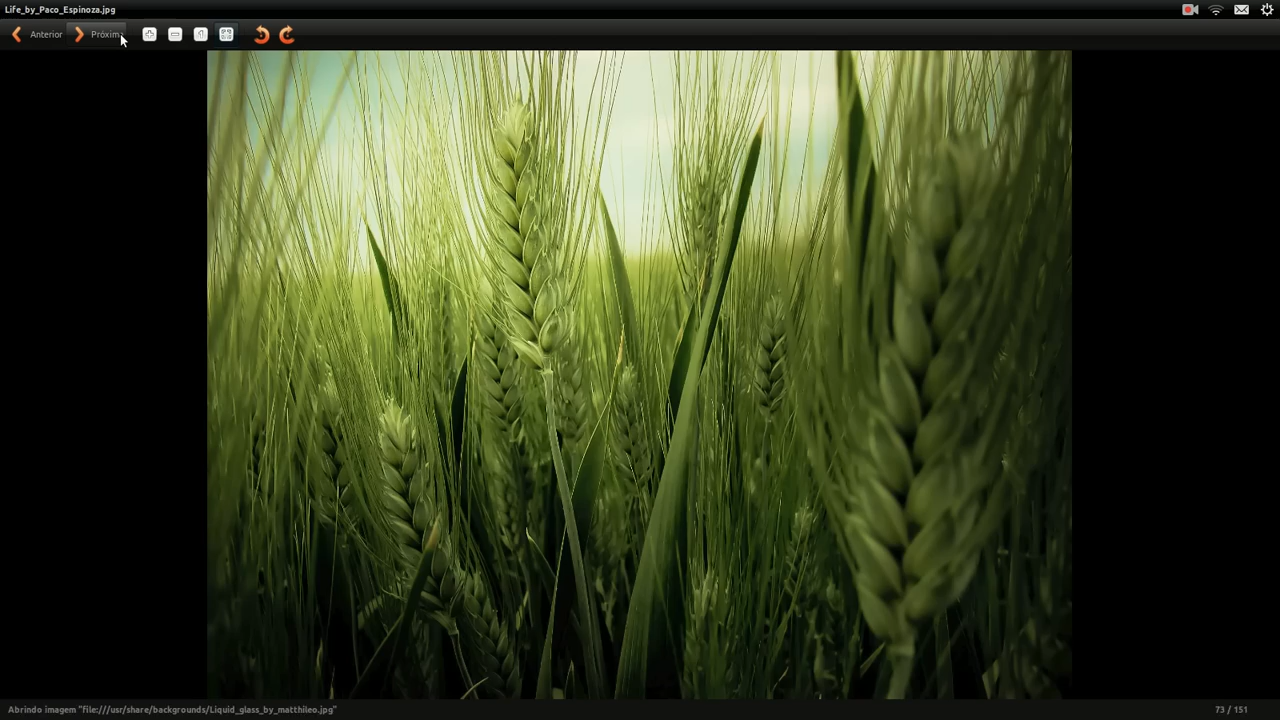 Life_by_Paco_Espinoza.jpg
Anterior
Próxim
Abrindo imagem "file:///usr/share/backgrounds/Liquid_glass_by_matthileo.jpg"
73 / 151